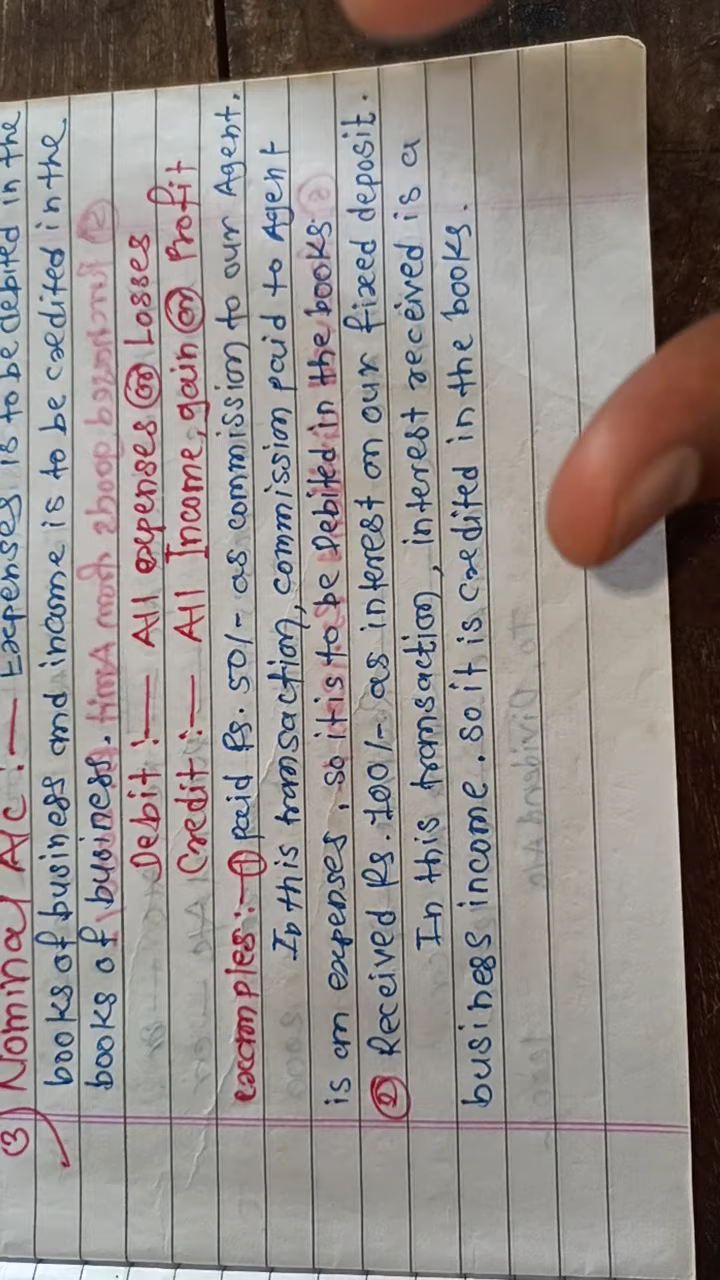 ③ Nominal A/C :— Expenses is to be debited in the
books of business and income is to be credited in the
books of business.
Debit :— All expenses or Losses
Credit :— All Income, gain or Profit
examples:- ① paid Rs. 50/- as commission to our Agent.
In this transaction, commission paid to Agent
is an expenses, so it is to be Debited in the books.
② Received Rs. 100/- as interest on our fixed deposit.
In this transaction, interest received is a
business income. so it is credited in the books.